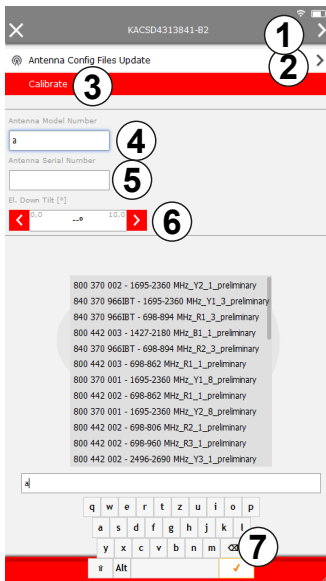 KACSD4313841-B2
1
Antenna Config Files Update
2
Calibrate
3
Antenna Model Number
a
4
Antenna Serial Number
5
El. Down Tilt [°]
0.0 --° 10.0
6
800 370 002 - 1695-2360 MHz_Y2_1_preliminary
840 370 966IBT - 1695-2360 MHz_Y1_3_preliminary
840 370 966IBT - 698-894 MHz_R1_3_preliminary
800 442 003 - 1427-2180 MHz_B1_1_preliminary
840 370 966IBT - 698-894 MHz_R2_3_preliminary
800 442 003 - 698-862 MHz_R1_1_preliminary
800 370 001 - 1695-2360 MHz_Y1_8_preliminary
800 442 002 - 698-862 MHz_R1_1_preliminary
800 370 001 - 1695-2360 MHz_Y2_8_preliminary
800 442 002 - 698-806 MHz_R2_1_preliminary
800 442 002 - 698-960 MHz_R3_1_preliminary
800 442 002 - 2496-2690 MHz_Y3_1_preliminary
a
q w e r t z u i o p
a s d f g h j k l
y x c v b n m
7
Alt